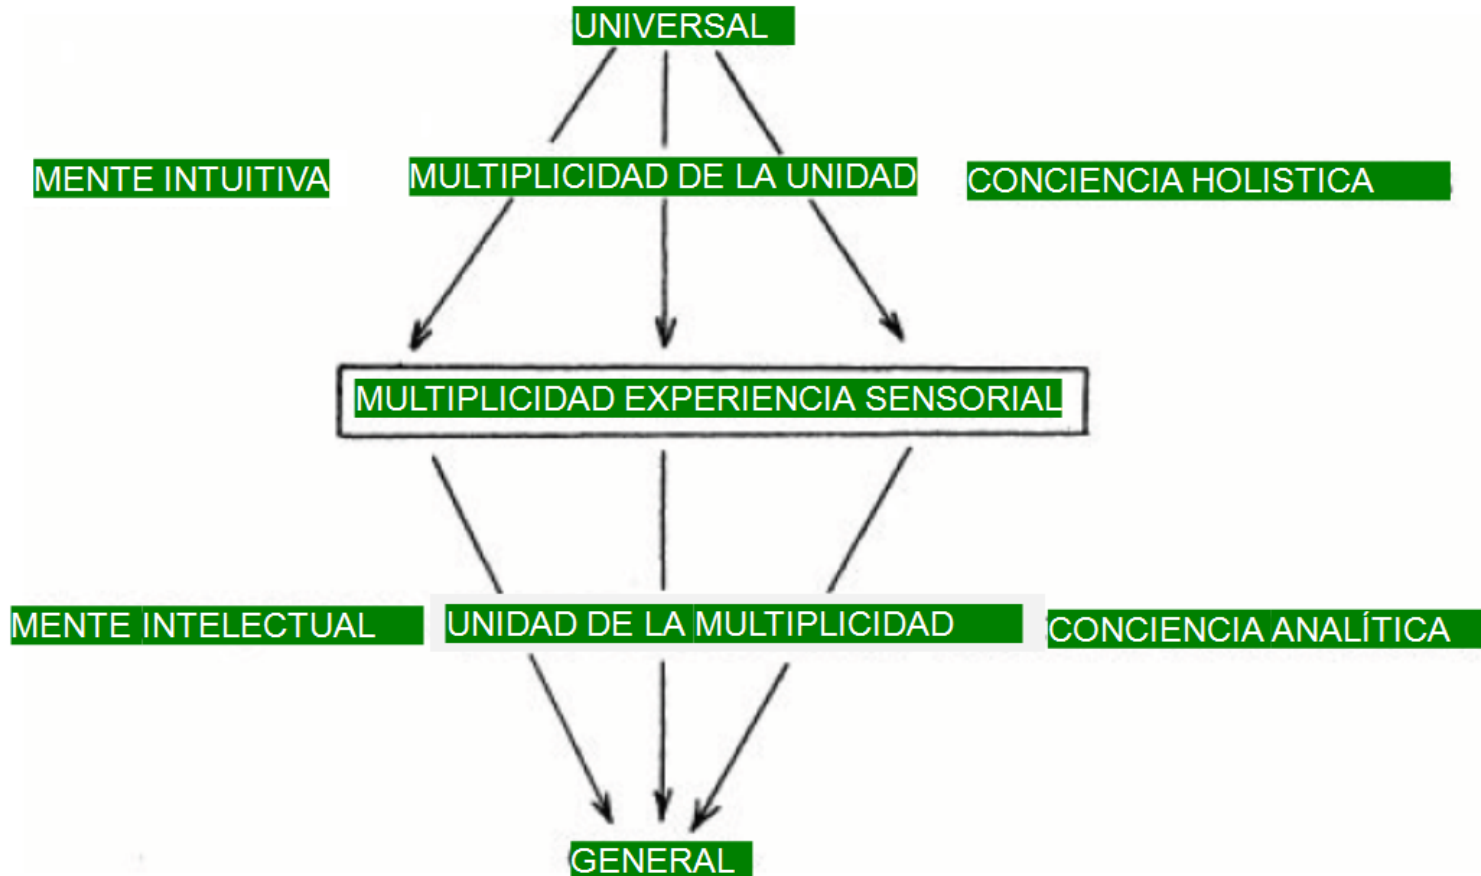 UNIVERSAL
MENTE INTUITIVA
MULTIPLICIDAD DE LA UNIDAD
CONCIENCIA HOLISTICA
MULTIPLICIDAD EXPERIENCIA SENSORIAL
MENTE INTELECTUAL
UNIDAD DE LA MULTIPLICIDAD
CONCIENCIA ANALÍTICA
GENERAL